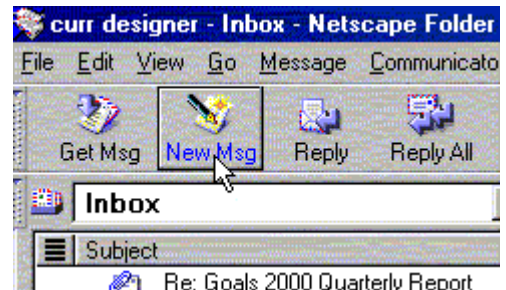 curr designer - Inbox - Netscape Folder
File Edit View Go Message Communicato
Get Msg New Msg Reply Reply All
Inbox
Subject
Re: Goals 2000 Quarterly Report